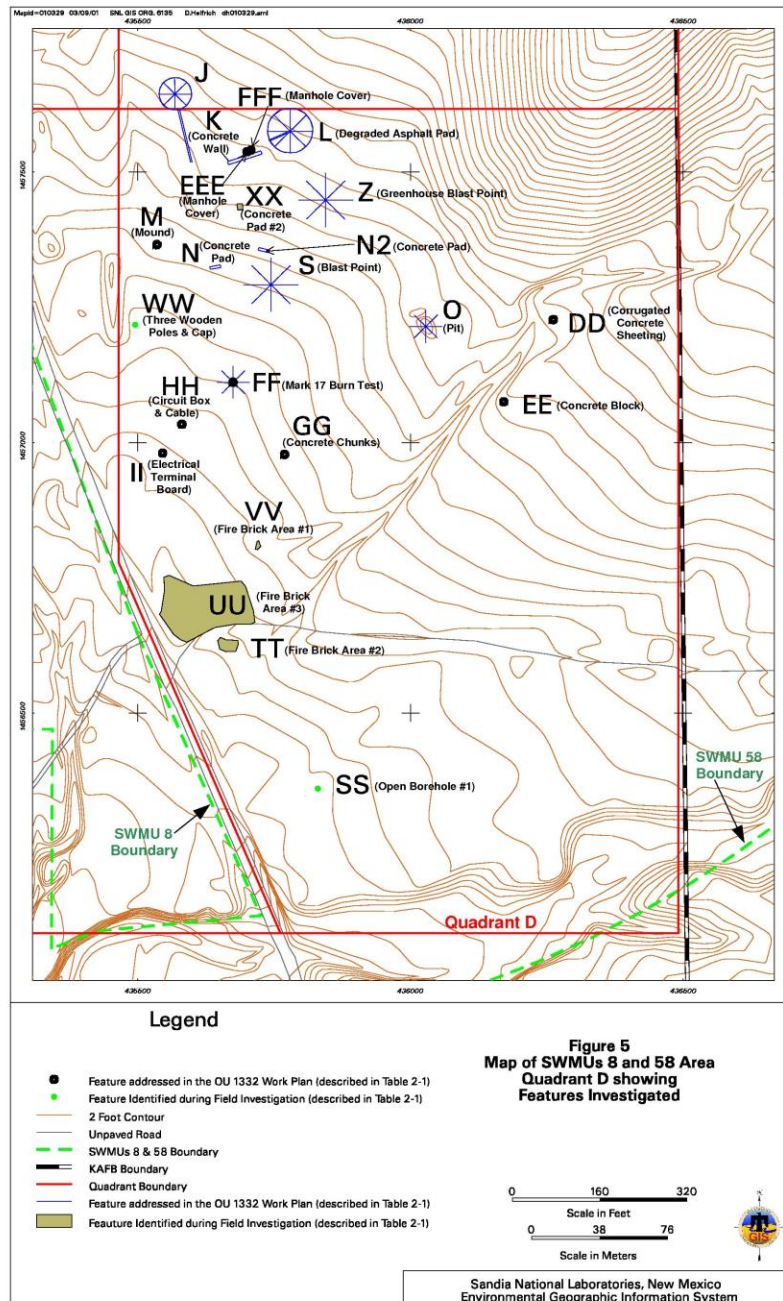 Mapid=010329 03/09/01 SNL GIS ORG. 6135 D.Helfrich dh010329.aml
435500 436000 436500
J
FFF (Manhole Cover)
K
(Concrete
Wall)
L (Degraded Asphalt Pad)
1457500
EEE
(Manhole
Cover)
XX
(Concrete
Pad #2)
Z (Greenhouse Blast Point)
M
(Mound)
N (Concrete
Pad)
N2 (Concrete Pad)
S (Blast Point)
WW
(Three Wooden
Poles & Cap)
O
(Pit)
DD (Corrugated
Concrete
Sheeting)
HH
(Circuit Box
& Cable)
FF (Mark 17 Burn Test)
EE (Concrete Block)
GG
(Concrete Chunks)
1457000
II (Electrical
Terminal
Board)
VV
(Fire Brick Area #1)
UU (Fire Brick
Area #3)
TT (Fire Brick Area #2)
1456500
SS (Open Borehole #1)
SWMU 58
Boundary
SWMU 8
Boundary
Quadrant D
435500 436000 436500
Legend
Feature addressed in the OU 1332 Work Plan (described in Table 2-1)
Feature Identified during Field Investigation (described in Table 2-1)
2 Foot Contour
Unpaved Road
SWMUs 8 & 58 Boundary
KAFB Boundary
Quadrant Boundary
Feature addressed in the OU 1332 Work Plan (described in Table 2-1)
Feauture Identified during Field Investigation (described in Table 2-1)
Figure 5
Map of SWMUs 8 and 58 Area
Quadrant D showing
Features Investigated
0 160 320
Scale in Feet
0 38 76
Scale in Meters
GIS
Sandia National Laboratories, New Mexico
Environmental Geographic Information System